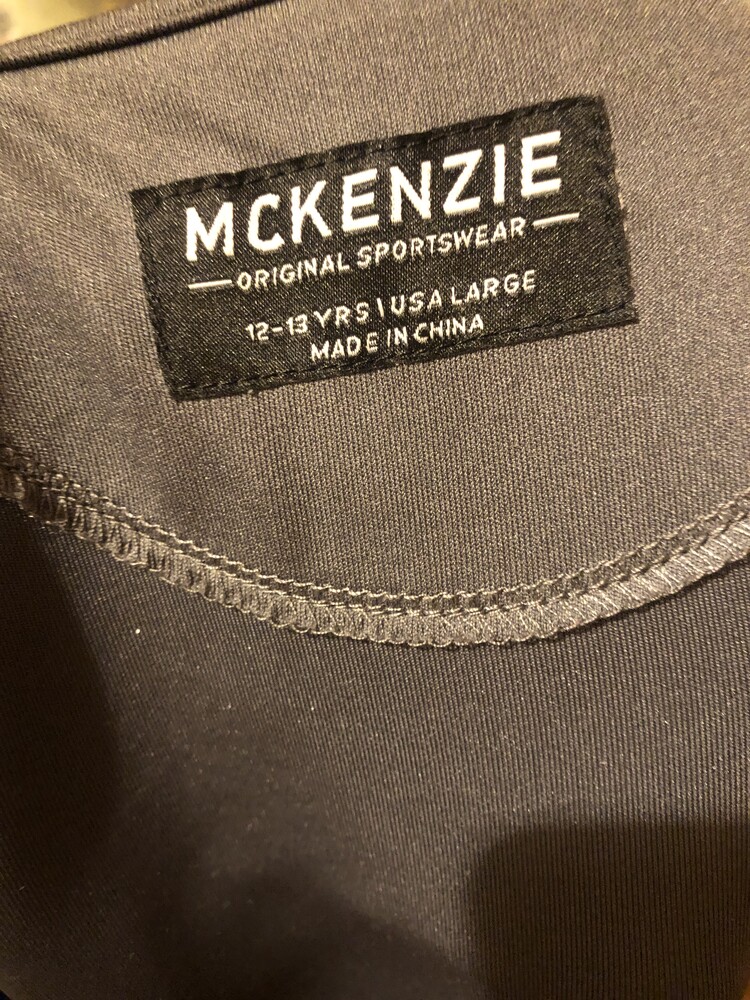 MCKENZIE
ORIGINAL SPORTSWEAR
12-13 YRS | USA LARGE
MADE IN CHINA